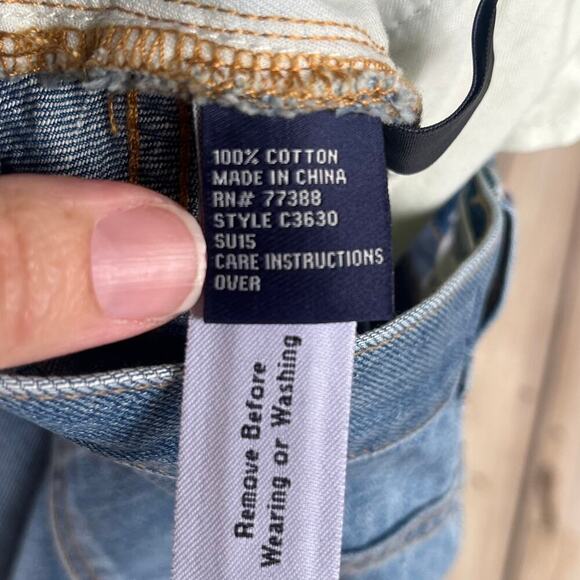 100% COTTON
MADE IN CHINA
RN# 77388
STYLE C3630
SU15
CARE INSTRUCTIONS
OVER
Remove Before
Wearing or Washing